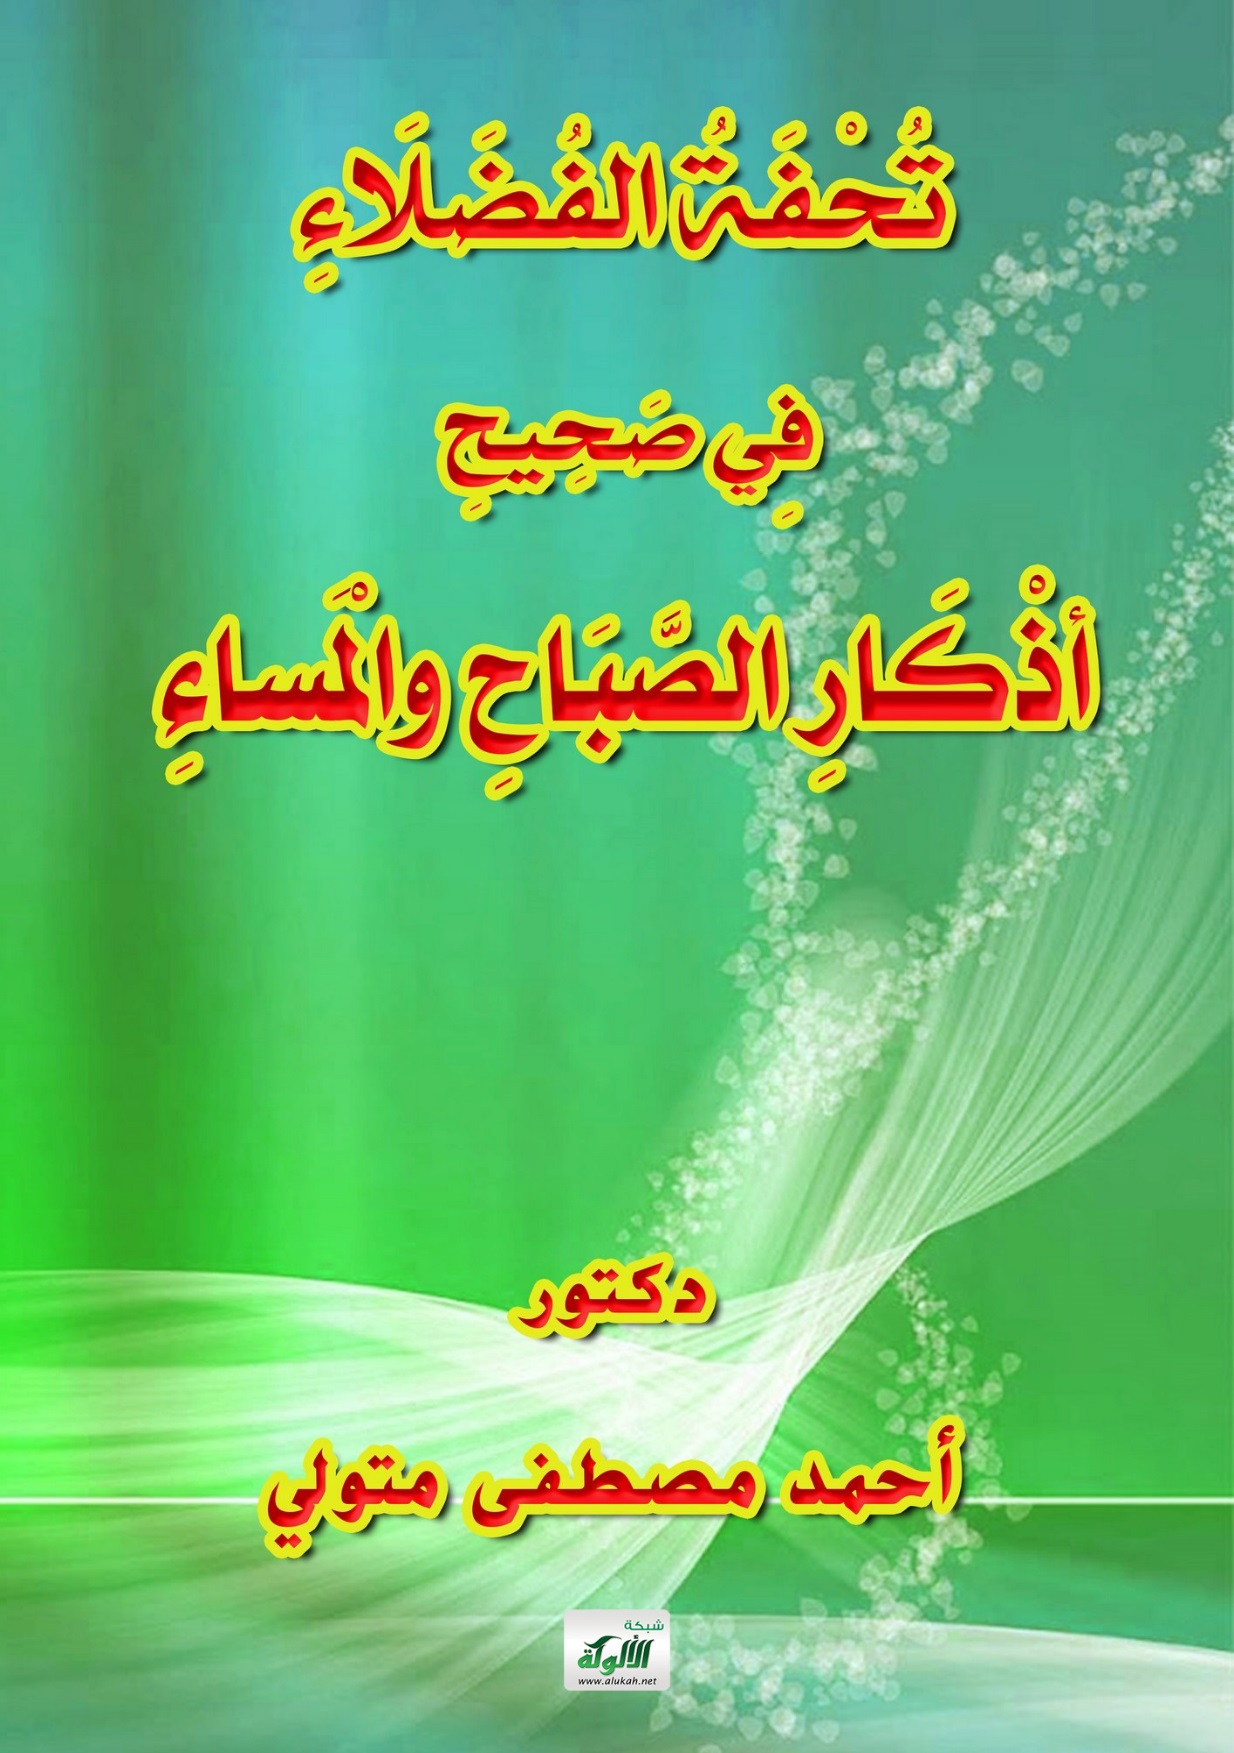 تُحْفَةُ الفُضَلَاءِ
فِي صَحِيحِ
أذْكَارِ الصَّبَاحِ والْمَساءِ
دكتور
أحمد مصطفى متولي
شبكة
الألوكة
www.alukah.net